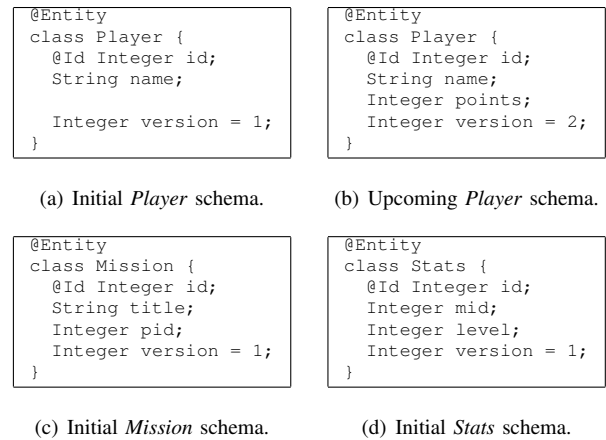 @Entity
class Player {
  @Id Integer id;
  String name;

  Integer version = 1;
}
(a) Initial Player schema.
@Entity
class Player {
  @Id Integer id;
  String name;
  Integer points;
  Integer version = 2;
}
(b) Upcoming Player schema.
@Entity
class Mission {
  @Id Integer id;
  String title;
  Integer pid;
  Integer version = 1;
}
(c) Initial Mission schema.
@Entity
class Stats {
  @Id Integer id;
  Integer mid;
  Integer level;
  Integer version = 1;
}
(d) Initial Stats schema.